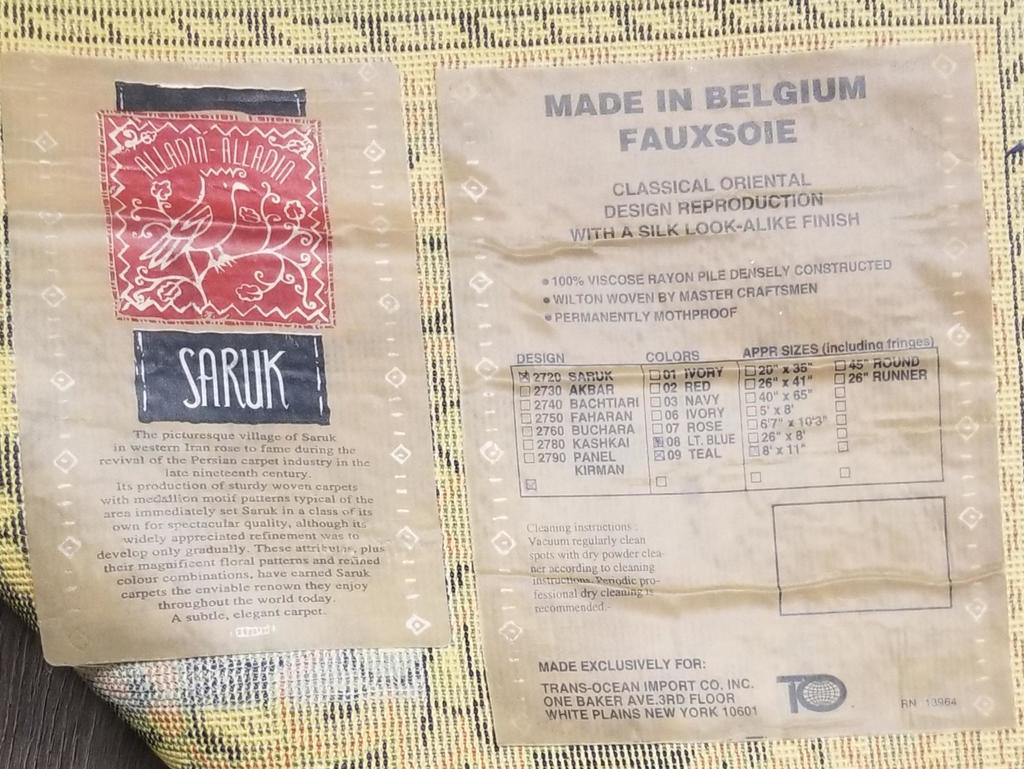 ALLADIN-ALLADIN
SARUK
The picturesque village of Saruk
in western Iran rose to fame during the
revival of the Persian carpet industry in the
late nineteenth century.
Its production of sturdy woven carpets
with medallion motif patterns typical of the
area immediately set Saruk in a class of its
own for spectacular quality, although its
widely appreciated refinement was to
develop only gradually. These attributes, plus
their magnificent floral patterns and refined
colour combinations, have earned Saruk
carpets the enviable renown they enjoy
throughout the world today.
A subtle, elegant carpet.
MADE IN BELGIUM
FAUXSOIE
CLASSICAL ORIENTAL
DESIGN REPRODUCTION
WITH A SILK LOOK-ALIKE FINISH
• 100% VISCOSE RAYON PILE DENSELY CONSTRUCTED
• WILTON WOVEN BY MASTER CRAFTSMEN
• PERMANENTLY MOTHPROOF
DESIGN
2720 SARUK
2730 AKBAR
2740 BACHTIARI
2750 FAHARAN
2760 BUCHARA
2780 KASHKAI
2790 PANEL
KIRMAN
COLORS
01 IVORY
02 RED
03 NAVY
06 IVORY
07 ROSE
08 LT. BLUE
09 TEAL
APPR SIZES (including fringes)
20" x 35"
26" x 41"
40" x 65"
5' x 8'
6'7" x 10'3"
26" x 8'
8' x 11'
45" ROUND
26" RUNNER
Cleaning instructions :
Vacuum regularly clean
spots with dry powder clea-
ner according to cleaning
instructions. Periodic pro-
fessional dry cleaning is
recommended.-
MADE EXCLUSIVELY FOR:
TRANS-OCEAN IMPORT CO. INC.
ONE BAKER AVE.3RD FLOOR
WHITE PLAINS NEW YORK 10601
TO
RN 13964